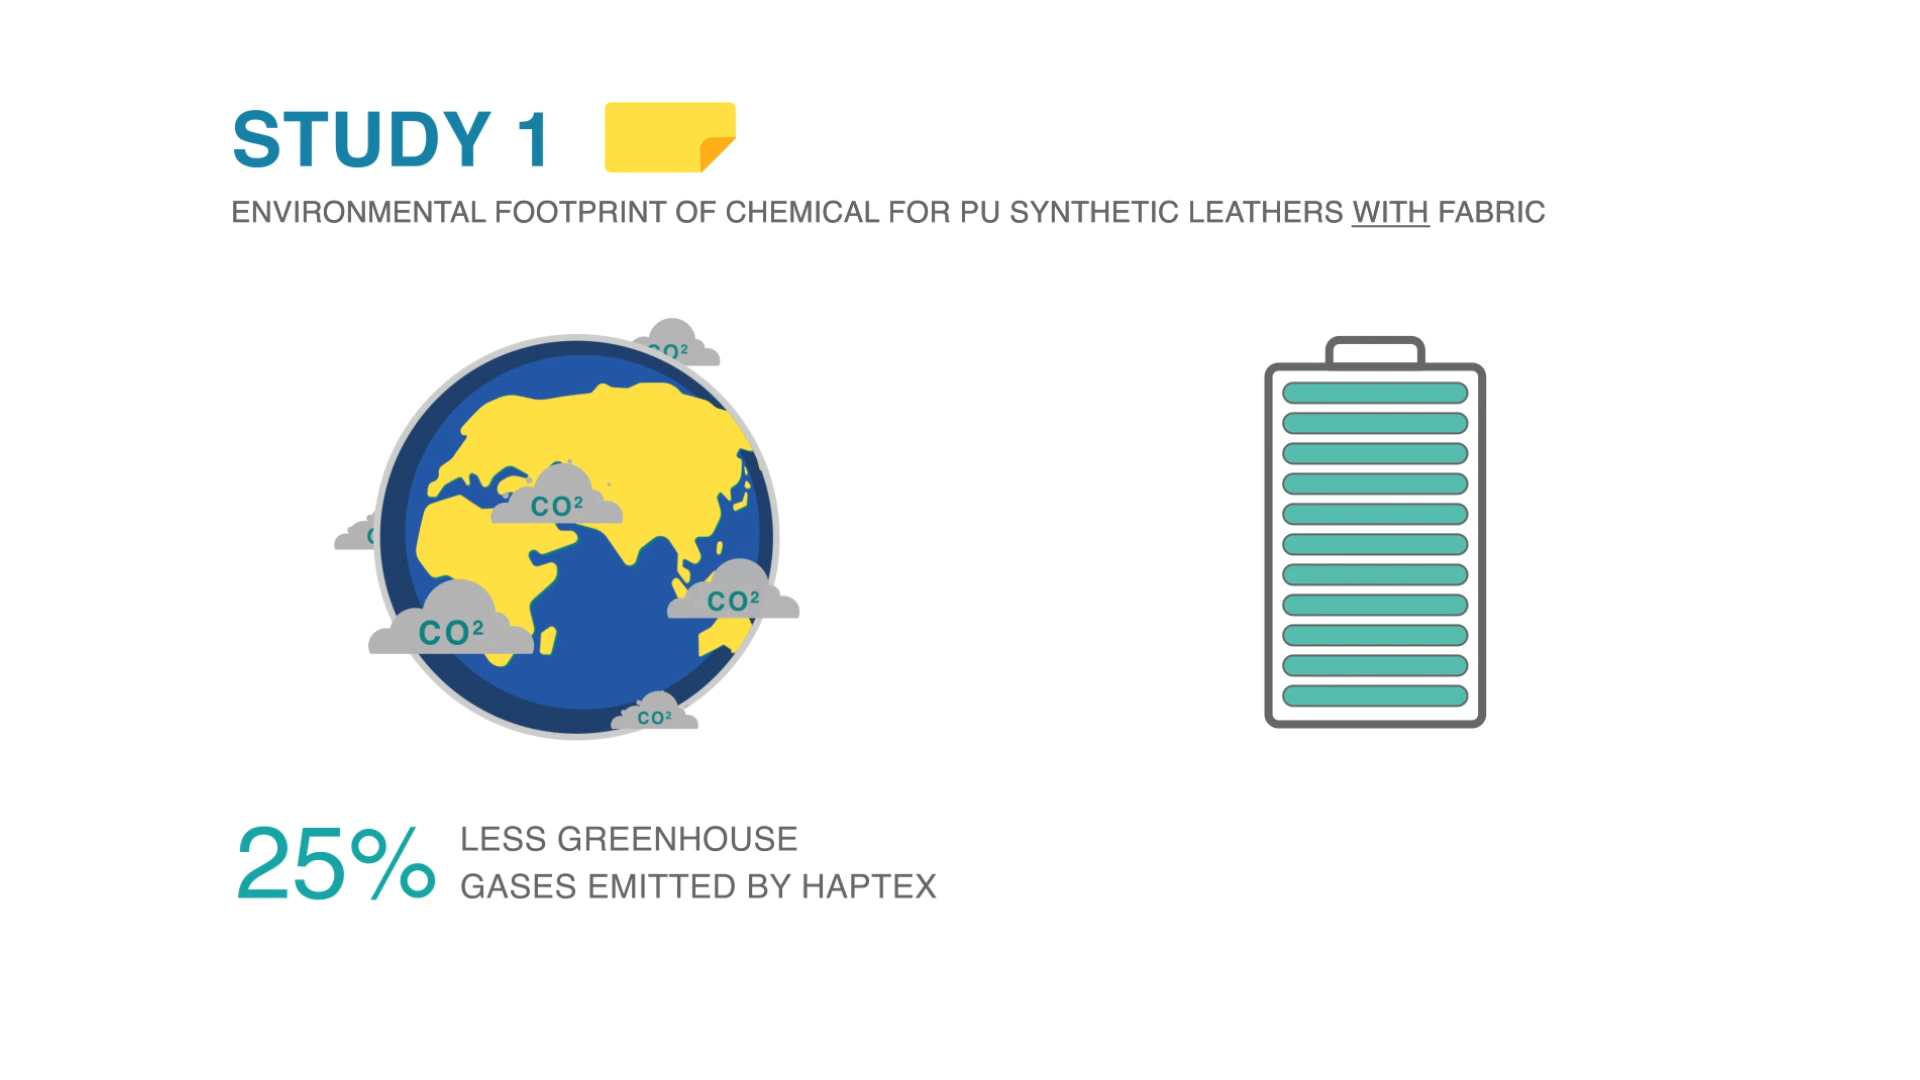 STUDY 1
ENVIRONMENTAL FOOTPRINT OF CHEMICAL FOR PU SYNTHETIC LEATHERS WITH FABRIC
CO²
CO²
CO²
CO²
CO²
25% LESS GREENHOUSE
GASES EMITTED BY HAPTEX